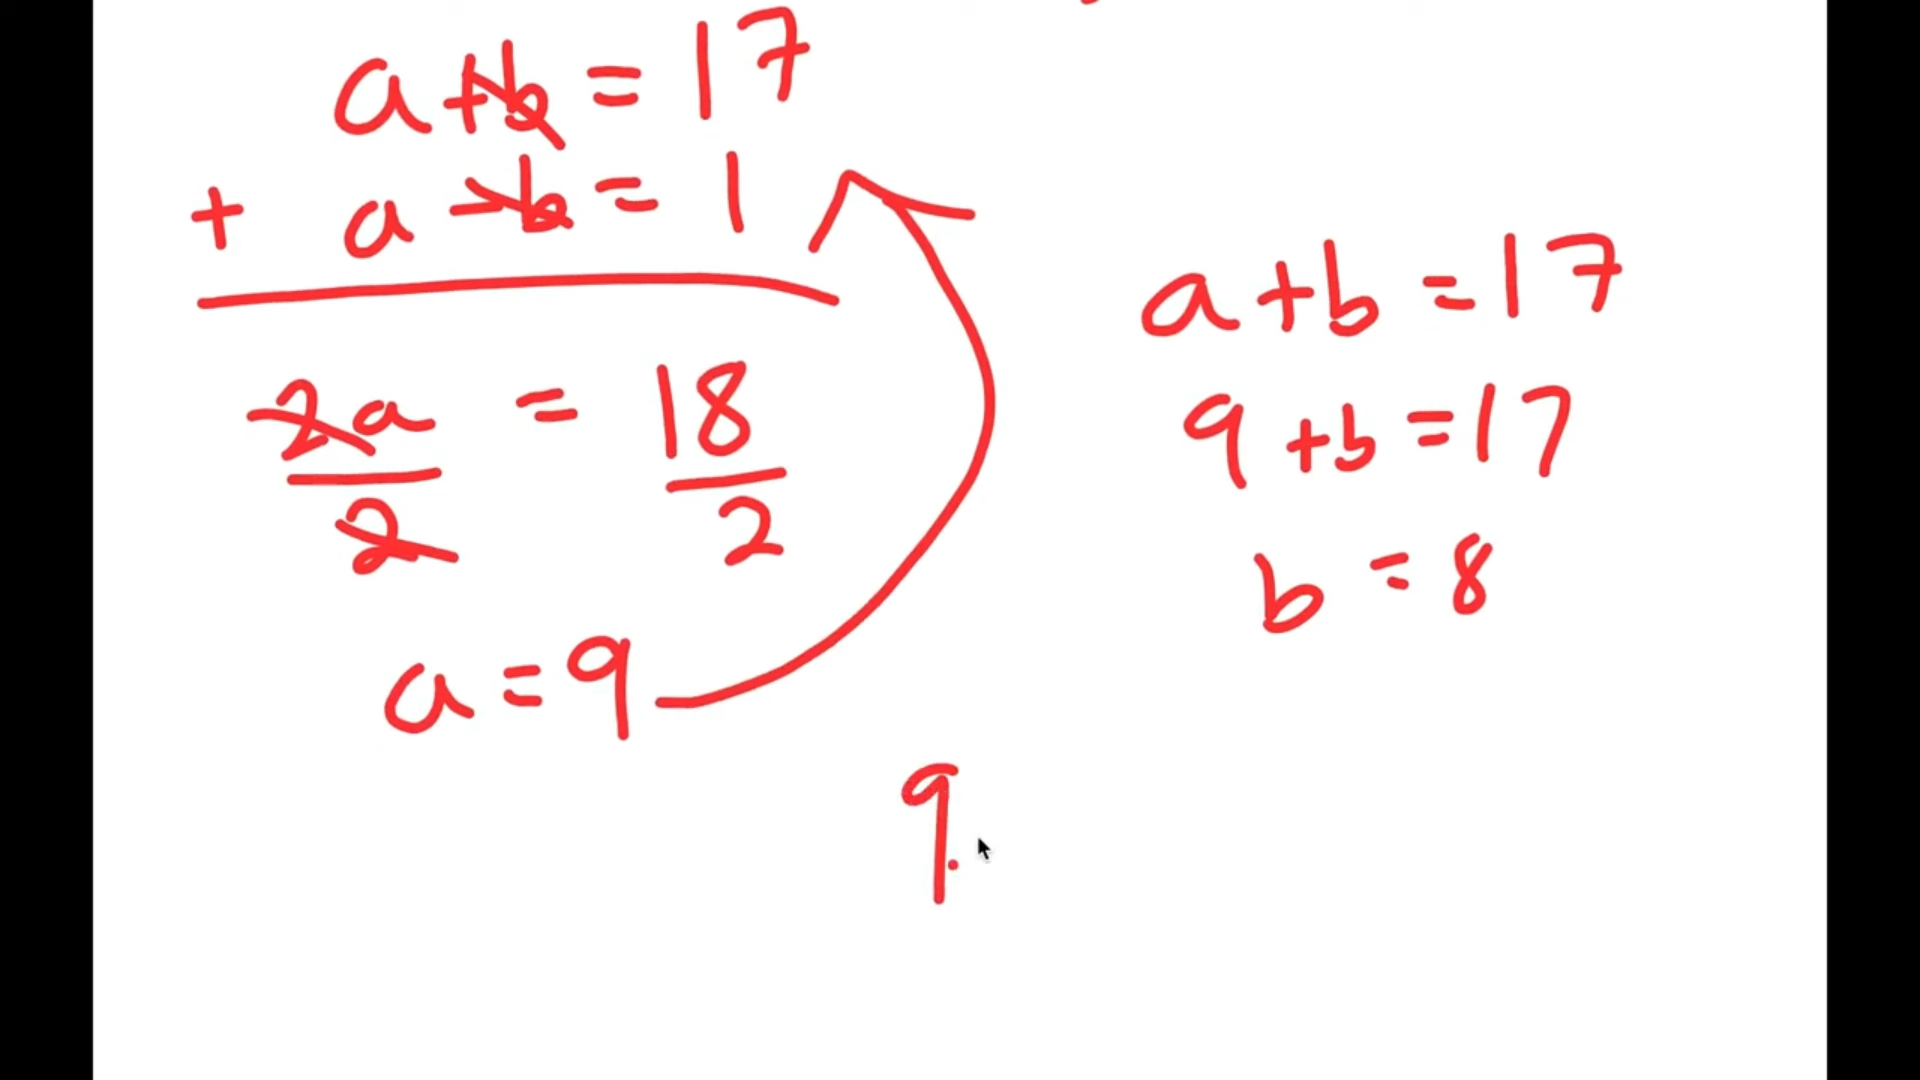 a+b = 17
+ a-b = 1
2a/2 = 18/2
a = 9
a+b = 17
9+b = 17
b = 8
9.